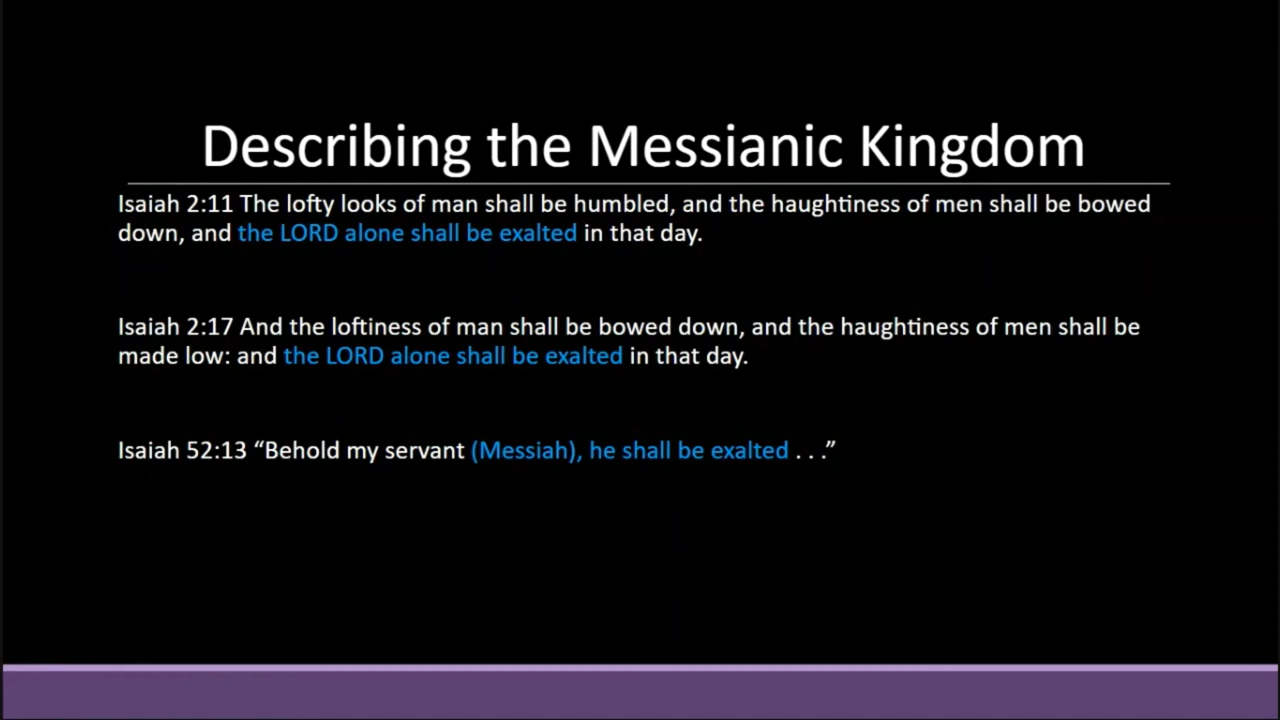 Describing the Messianic Kingdom
Isaiah 2:11 The lofty looks of man shall be humbled, and the haughtiness of men shall be bowed
down, and the LORD alone shall be exalted in that day.
Isaiah 2:17 And the loftiness of man shall be bowed down, and the haughtiness of men shall be
made low: and the LORD alone shall be exalted in that day.
Isaiah 52:13 “Behold my servant (Messiah), he shall be exalted . . .”